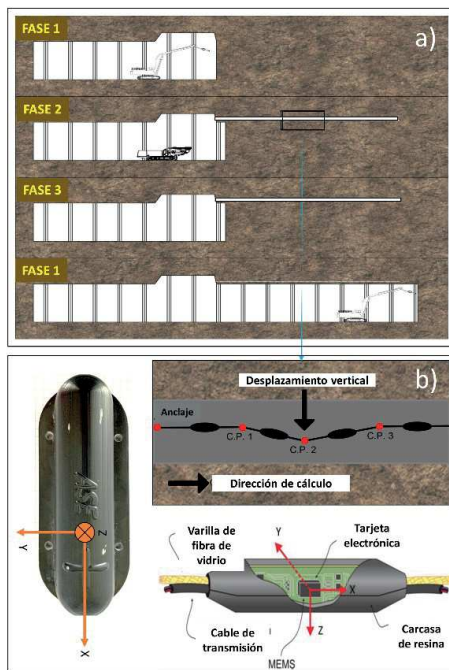 a)
FASE 1
FASE 2
FASE 3
FASE 1
b)
Desplazamiento vertical
Anclaje
C.P. 1
C.P. 2
C.P. 3
Dirección de cálculo
ASE
Z
Y
X
Varilla de
fibra de
vidrio
Tarjeta
electrónica
Y
X
Z
Cable de
transmisión
MEMS
Carcasa
de resina